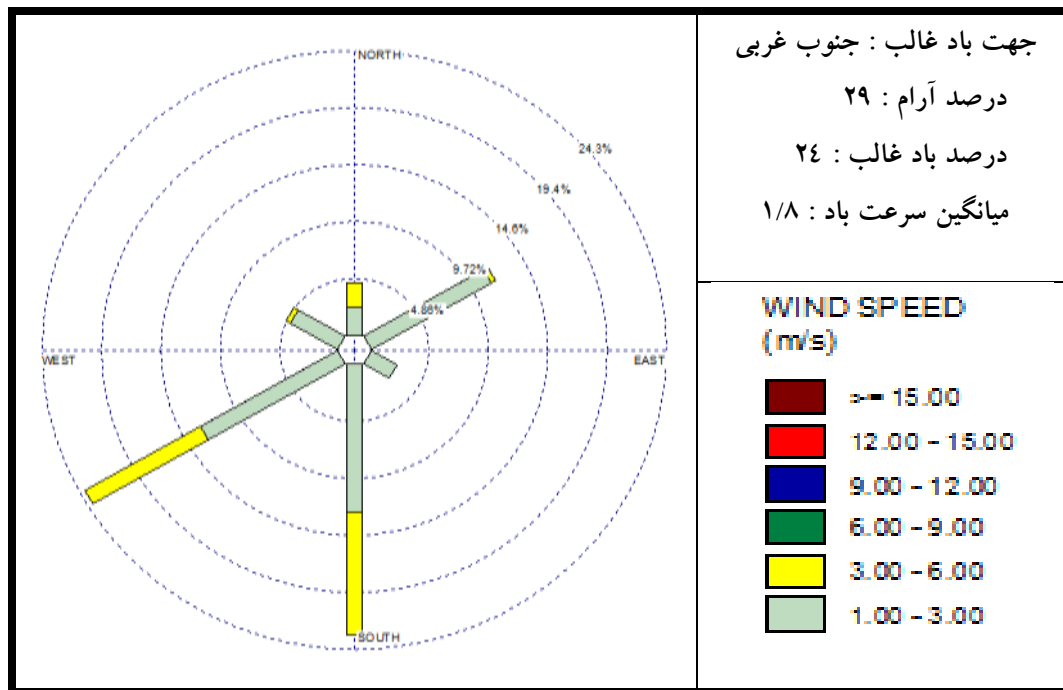 NORTH
24.3%
19.4%
14.6%
9.72%
4.86%
WEST
EAST
SOUTH
جهت باد غالب : جنوب غربی
درصد آرام : ۲۹
درصد باد غالب : ۲٤
میانگین سرعت باد : ۱/۸
WIND SPEED
(m/s)
>= 15.00
12.00 - 15.00
9.00 - 12.00
6.00 - 9.00
3.00 - 6.00
1.00 - 3.00